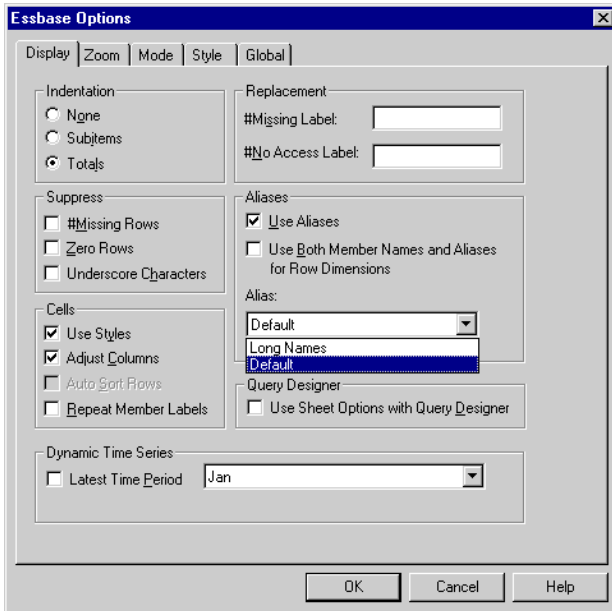 Essbase Options
Display Zoom Mode Style Global
Indentation
None
Subitems
Totals
Replacement
#Missing Label:
#No Access Label:
Suppress
#Missing Rows
Zero Rows
Underscore Characters
Aliases
Use Aliases
Use Both Member Names and Aliases
for Row Dimensions
Alias:
Default
Long Names
Default
Cells
Use Styles
Adjust Columns
Auto Sort Rows
Repeat Member Labels
Query Designer
Use Sheet Options with Query Designer
Dynamic Time Series
Latest Time Period Jan
OK Cancel Help